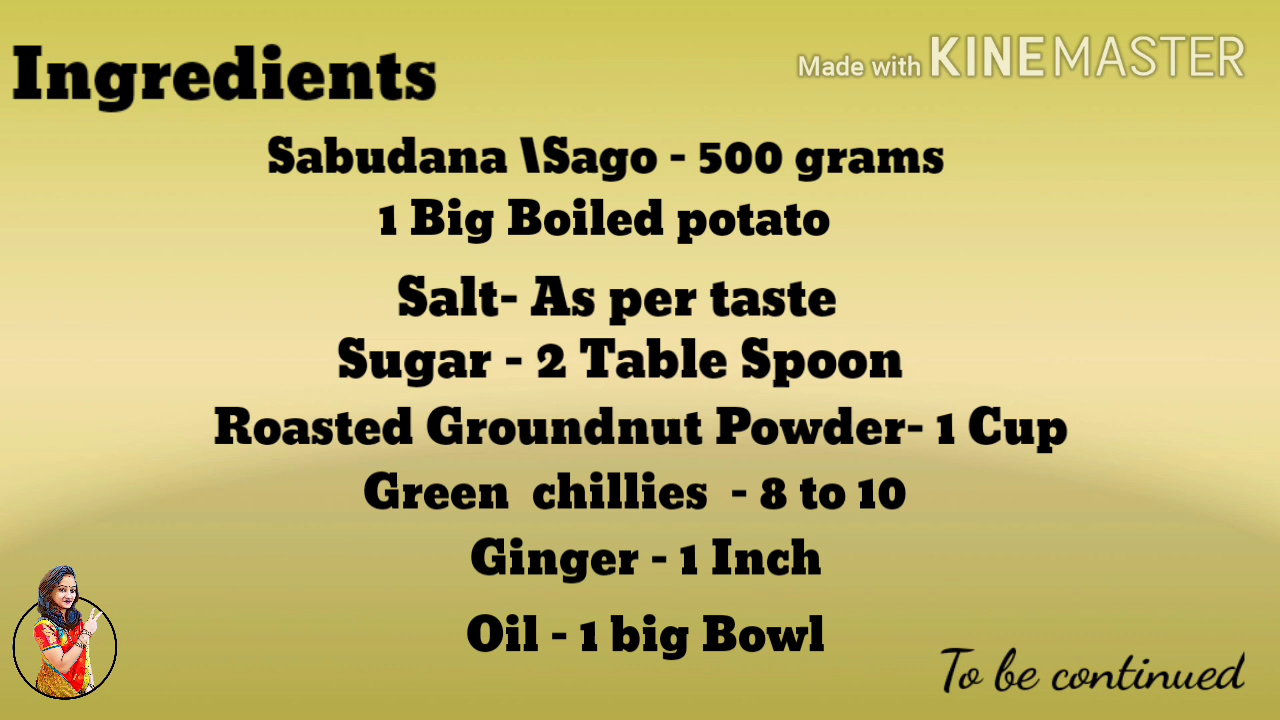 Ingredients
Made with KINEMASTER
Sabudana \Sago - 500 grams
1 Big Boiled potato
Salt- As per taste
Sugar - 2 Table Spoon
Roasted Groundnut Powder- 1 Cup
Green chillies - 8 to 10
Ginger - 1 Inch
Oil - 1 big Bowl
To be continued